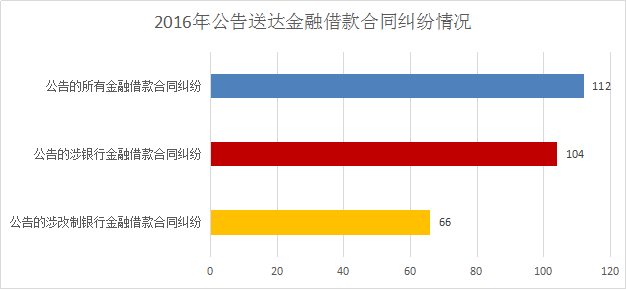 2016年公告送达金融借款合同纠纷情况
公告的所有金融借款合同纠纷
112
公告的涉银行金融借款合同纠纷
104
公告的涉改制银行金融借款合同纠纷
66
0 20 40 60 80 100 120